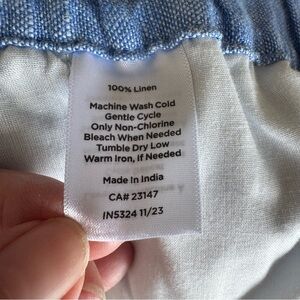 100% Linen
Machine Wash Cold
Gentle Cycle
Only Non-Chlorine
Bleach When Needed
Tumble Dry Low
Warm Iron, if Needed
Made In India
CA# 23147
IN5324 11/23